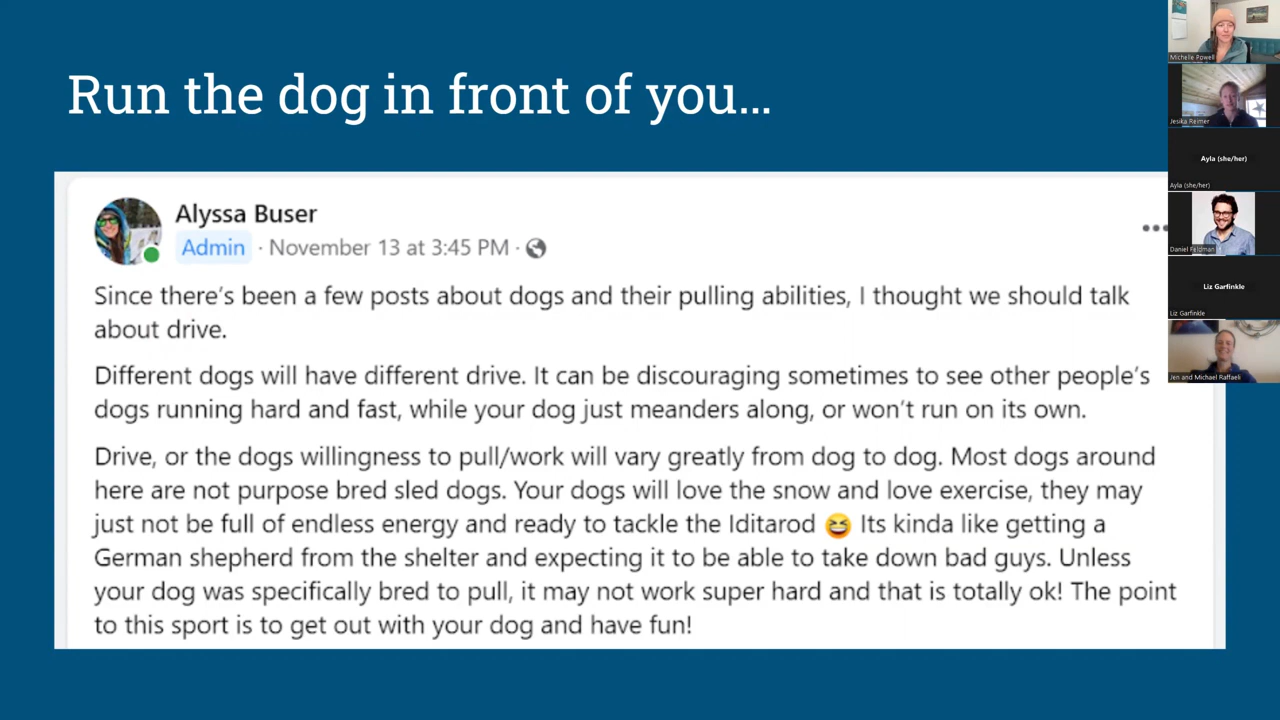 Run the dog in front of you...
Alyssa Buser
Admin · November 13 at 3:45 PM ·
Since there's been a few posts about dogs and their pulling abilities, I thought we should talk
about drive.
Different dogs will have different drive. It can be discouraging sometimes to see other people's
dogs running hard and fast, while your dog just meanders along, or won't run on its own.
Drive, or the dogs willingness to pull/work will vary greatly from dog to dog. Most dogs around
here are not purpose bred sled dogs. Your dogs will love the snow and love exercise, they may
just not be full of endless energy and ready to tackle the Iditarod 😆 Its kinda like getting a
German shepherd from the shelter and expecting it to be able to take down bad guys. Unless
your dog was specifically bred to pull, it may not work super hard and that is totally ok! The point
to this sport is to get out with your dog and have fun!
Michelle Powell
Jesika Reimer
Ayla (she/her)
Ayla (she/her)
Daniel Feldman
Liz Garfinkle
Liz Garfinkle
Jen and Michael Raffaeli